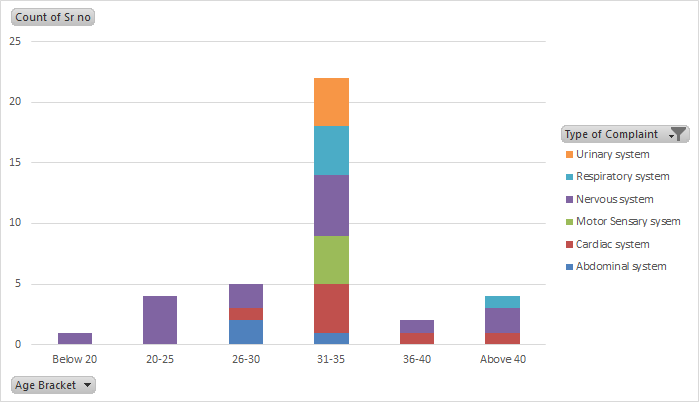 Count of Sr no
25
20
15
10
5
0
Below 20 20-25 26-30 31-35 36-40 Above 40
Type of Complaint
Urinary system
Respiratory system
Nervous system
Motor Sensary sysem
Cardiac system
Abdominal system
Age Bracket